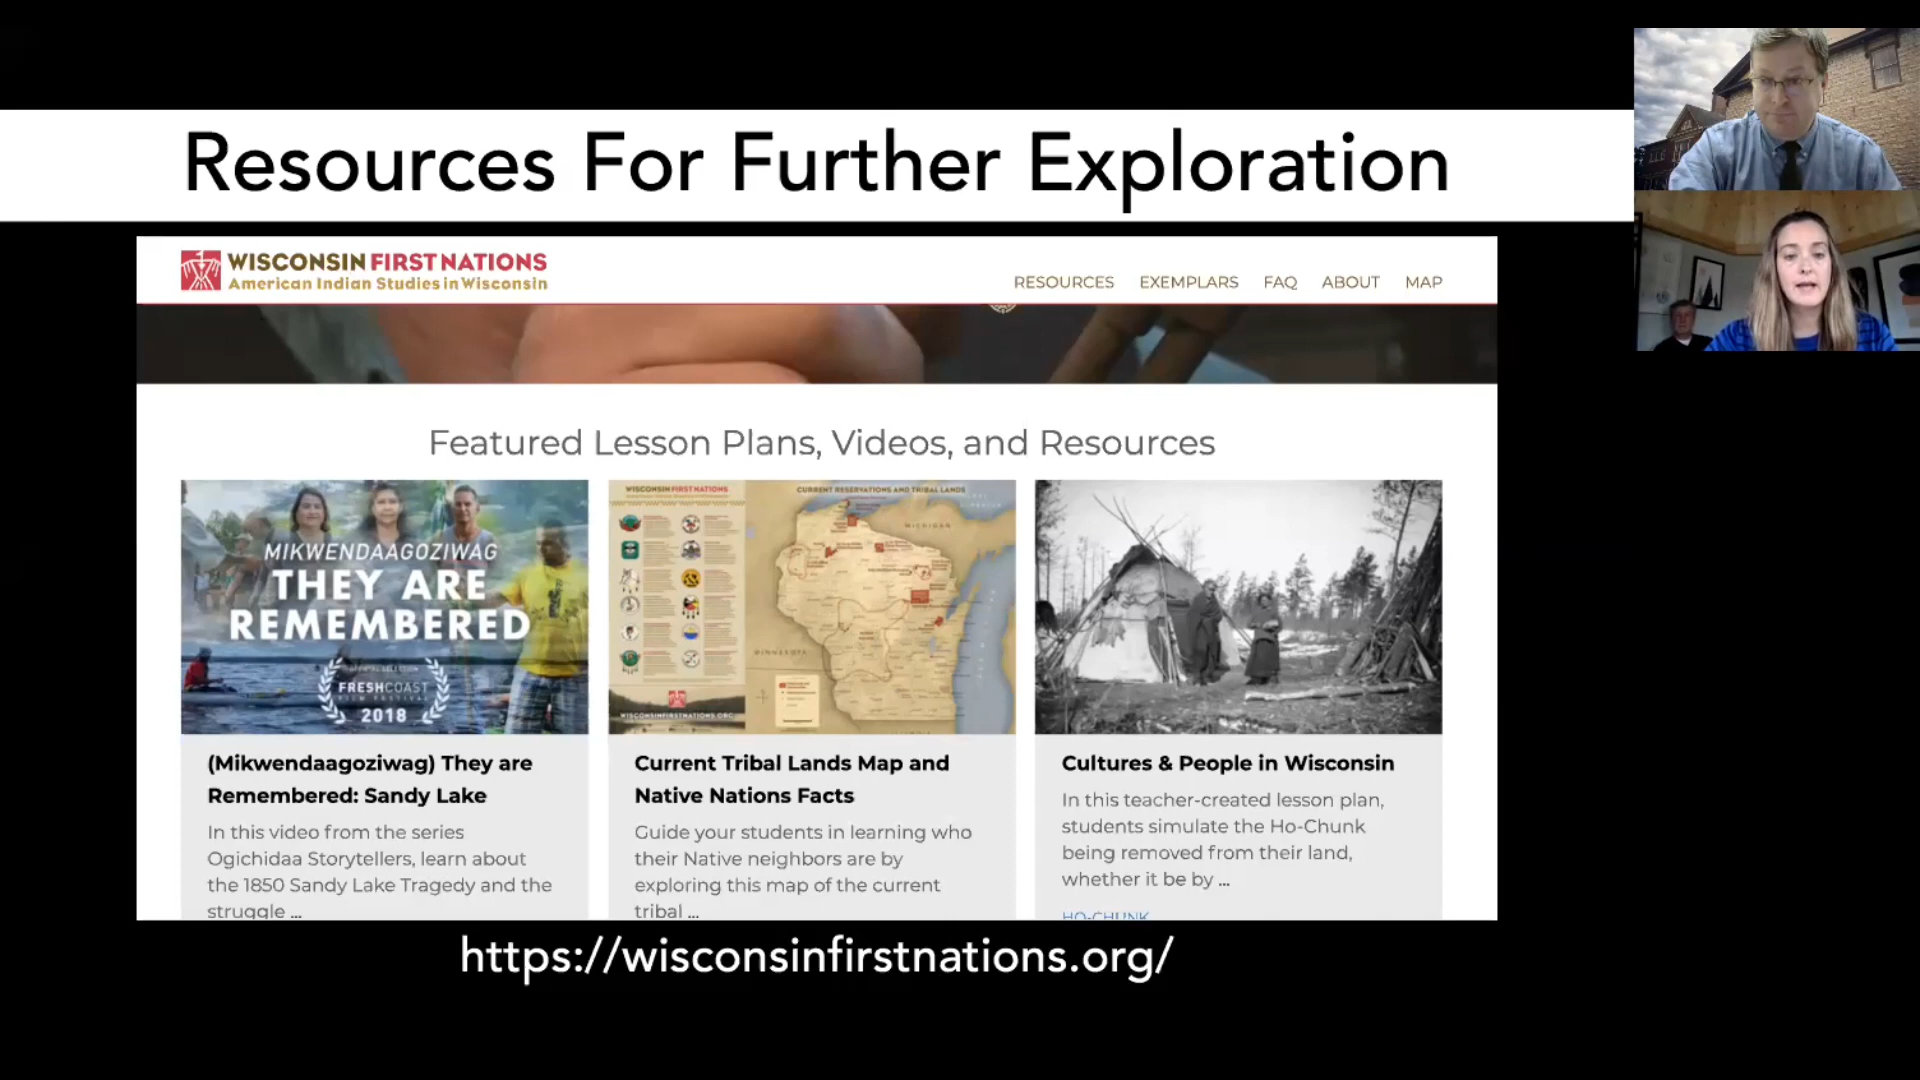 Resources For Further Exploration
WISCONSIN FIRST NATIONS
American Indian Studies in Wisconsin
RESOURCES EXEMPLARS FAQ ABOUT MAP
Featured Lesson Plans, Videos, and Resources
MIKWENDAAGOZIWAG
THEY ARE
REMEMBERED
FRESHCOAST
2018
WISCONSIN FIRST NATIONS
CURRENT RESERVATIONS AND TRIBAL LANDS
MICHIGAN
MINNESOTA
WISCONSINFIRSTNATIONS.ORG
(Mikwendaagoziwag) They are
Remembered: Sandy Lake
In this video from the series
Ogichidaa Storytellers, learn about
the 1850 Sandy Lake Tragedy and the
struggle ...
Current Tribal Lands Map and
Native Nations Facts
Guide your students in learning who
their Native neighbors are by
exploring this map of the current
tribal ...
Cultures & People in Wisconsin
In this teacher-created lesson plan,
students simulate the Ho-Chunk
being removed from their land,
whether it be by ...
HO-CHUNK
https://wisconsinfirstnations.org/